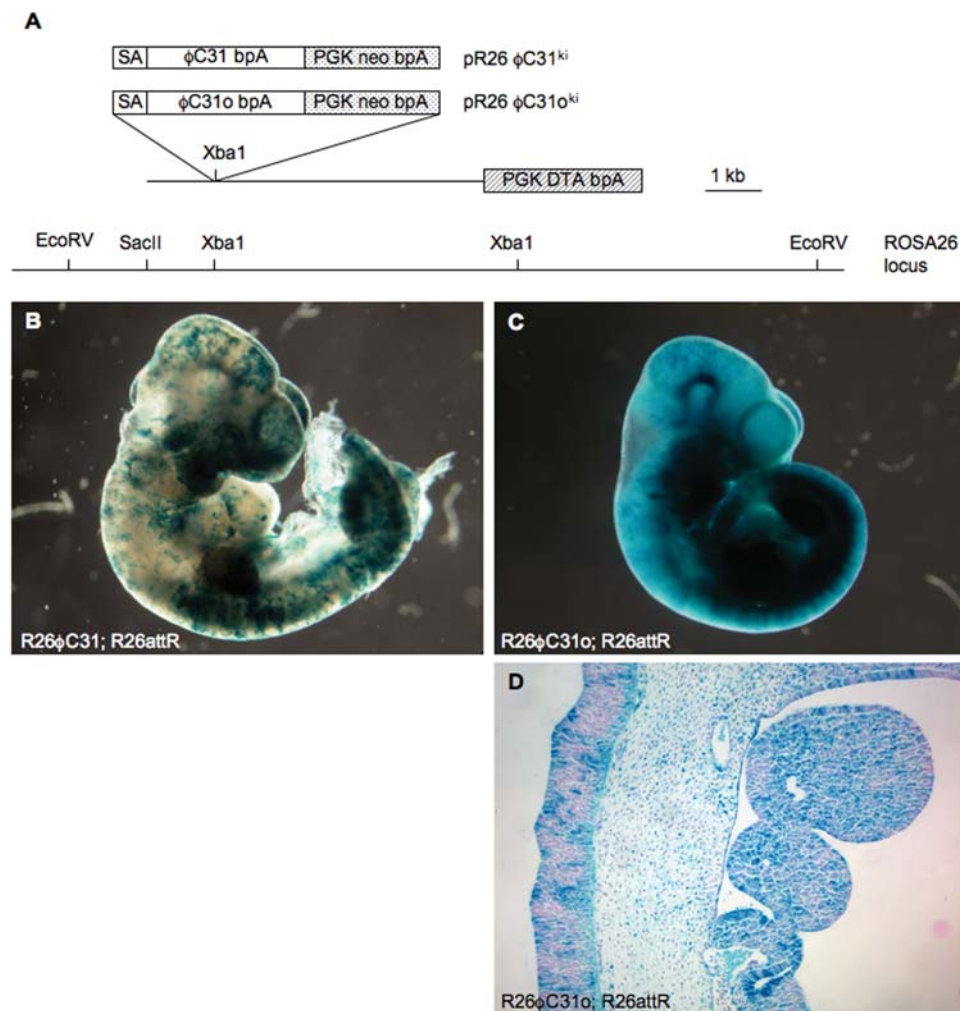 A
SA φC31 bpA PGK neo bpA pR26 φC31ki
SA φC31o bpA PGK neo bpA pR26 φC31oki
Xba1
PGK DTA bpA
1 kb
EcoRV SacII Xba1 Xba1 EcoRV ROSA26
locus
B
R26φC31; R26attR
C
R26φC31o; R26attR
D
R26φC31o; R26attR